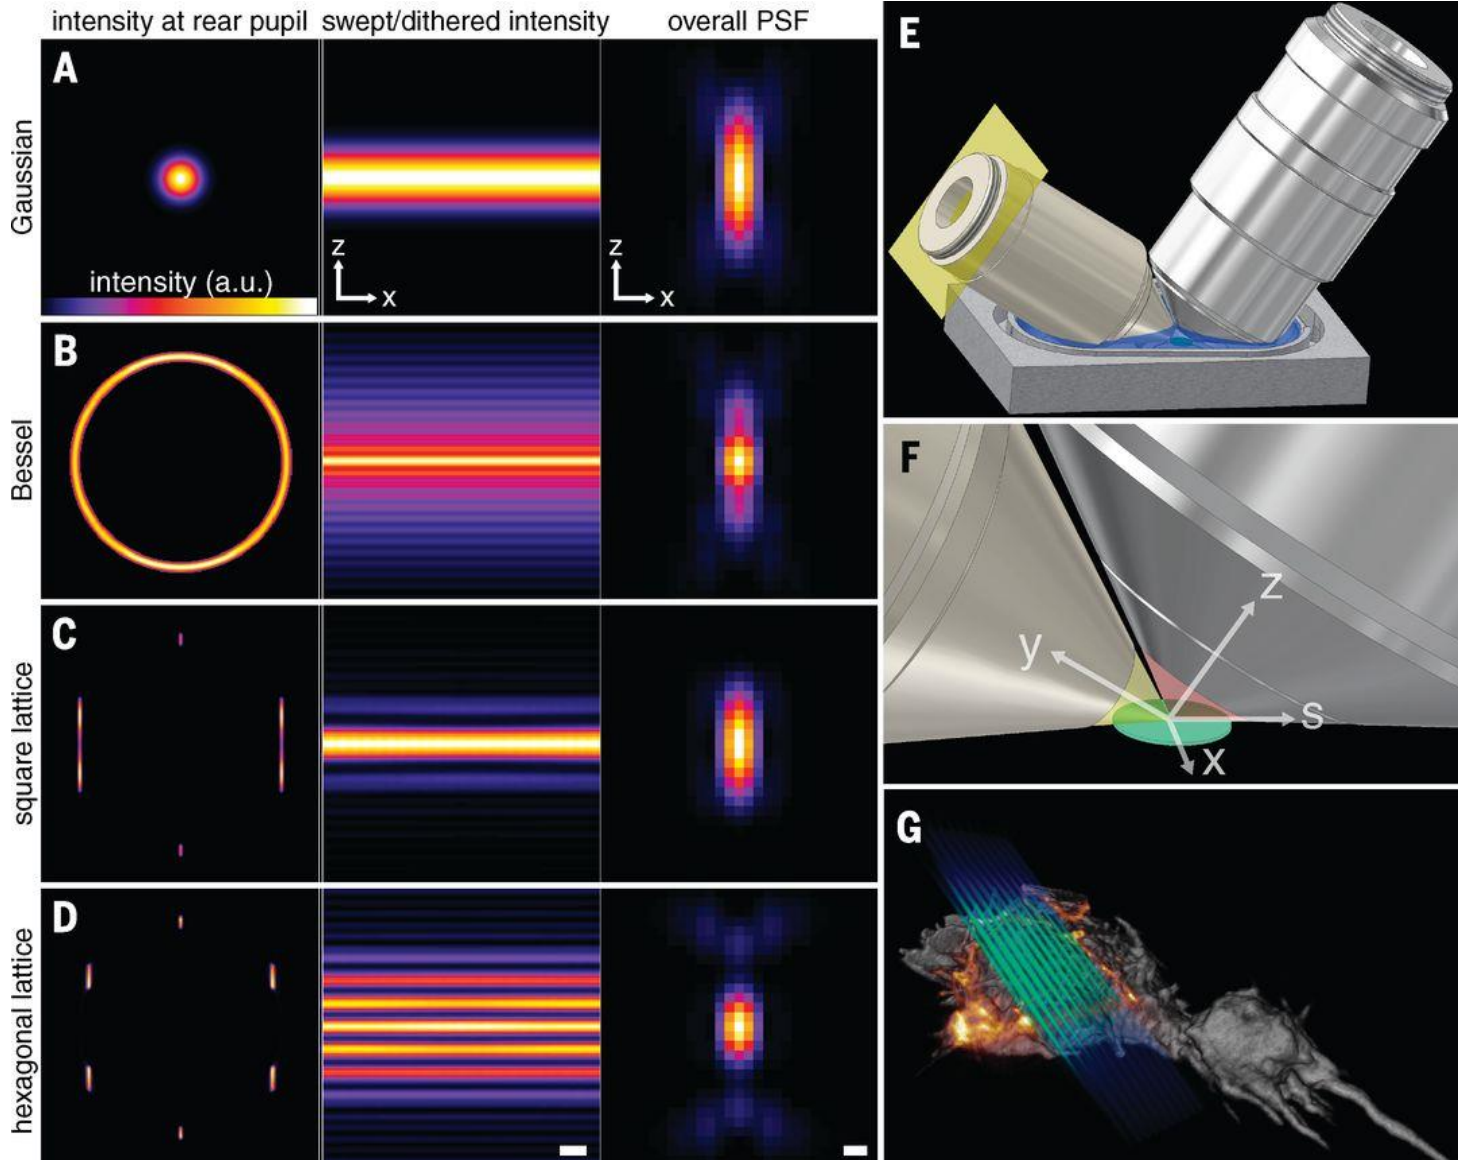 intensity at rear pupil swept/dithered intensity overall PSF
Gaussian
A
intensity (a.u.)
z
x
z
x
Bessel
B
square lattice
C
hexagonal lattice
D
E
F
z
y
s
x
G